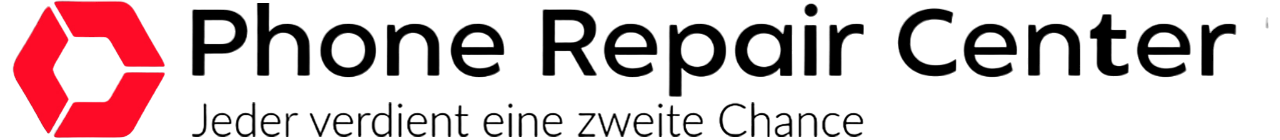 Phone Repair Center
Jeder verdient eine zweite Chance